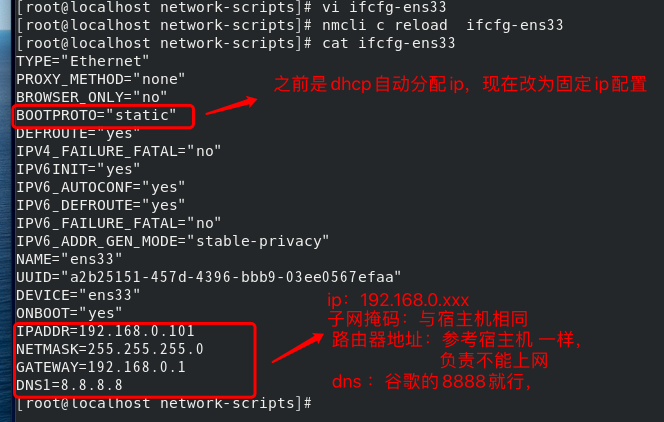 [root@localhost network-scripts]# vi ifcfg-ens33
[root@localhost network-scripts]# nmcli c reload  ifcfg-ens33
[root@localhost network-scripts]# cat ifcfg-ens33
TYPE="Ethernet"
PROXY_METHOD="none"
BROWSER_ONLY="no"
BOOTPROTO="static"
之前是dhcp自动分配ip，现在改为固定ip配置
DEFROUTE="yes"
IPV4_FAILURE_FATAL="no"
IPV6INIT="yes"
IPV6_AUTOCONF="yes"
IPV6_DEFROUTE="yes"
IPV6_FAILURE_FATAL="no"
IPV6_ADDR_GEN_MODE="stable-privacy"
NAME="ens33"
UUID="a2b25151-457d-4396-bbb9-03ee0567efaa"
DEVICE="ens33"
ONBOOT="yes"
IPADDR=192.168.0.101
NETMASK=255.255.255.0
GATEWAY=192.168.0.1
DNS1=8.8.8.8
ip：192.168.0.xxx
子网掩码：与宿主机相同
路由器地址：参考宿主机 一样，
负责不能上网
dns ：谷歌的8888就行，
[root@localhost network-scripts]#